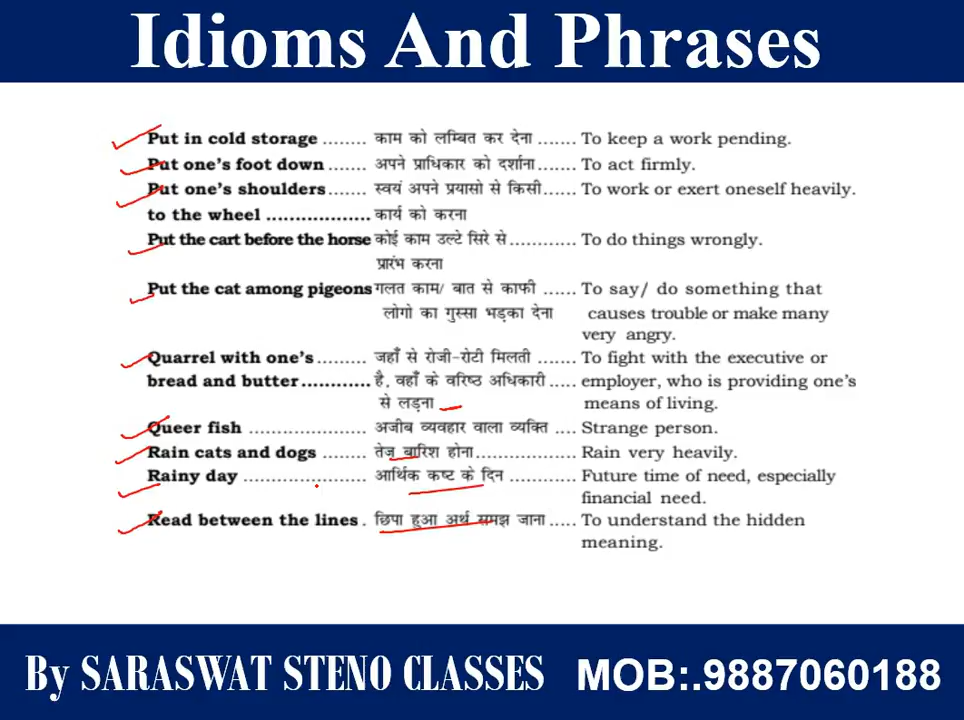 Idioms And Phrases
Put in cold storage ........ काम को लम्बित कर देना ....... To keep a work pending.
Put one's foot down ....... अपने प्राधिकार को दर्शाना ....... To act firmly.
Put one's shoulders ....... स्वयं अपने प्रयासो से किसी ...... To work or exert oneself heavily.
to the wheel ................... कार्य को करना
Put the cart before the horse कोई काम उल्टे सिरे से ............ To do things wrongly.
प्रारंभ करना
Put the cat among pigeons गलत काम/ बात से काफी ...... To say/ do something that
लोगो का गुस्सा भड़का देना causes trouble or make many
very angry.
Quarrel with one's ......... जहाँ से रोजी-रोटी मिलती ....... To fight with the executive or
bread and butter ............ है, वहाँ के वरिष्ठ अधिकारी ..... employer, who is providing one's
से लड़ना means of living.
Queer fish ..................... अजीब व्यवहार वाला व्यक्ति .... Strange person.
Rain cats and dogs ........ तेज़ बारिश होना .................. Rain very heavily.
Rainy day ...................... आर्थिक कष्ट के दिन ............ Future time of need, especially
financial need.
Read between the lines . छिपा हुआ अर्थ समझ जाना ..... To understand the hidden
meaning.
By SARASWAT STENO CLASSES MOB:.9887060188